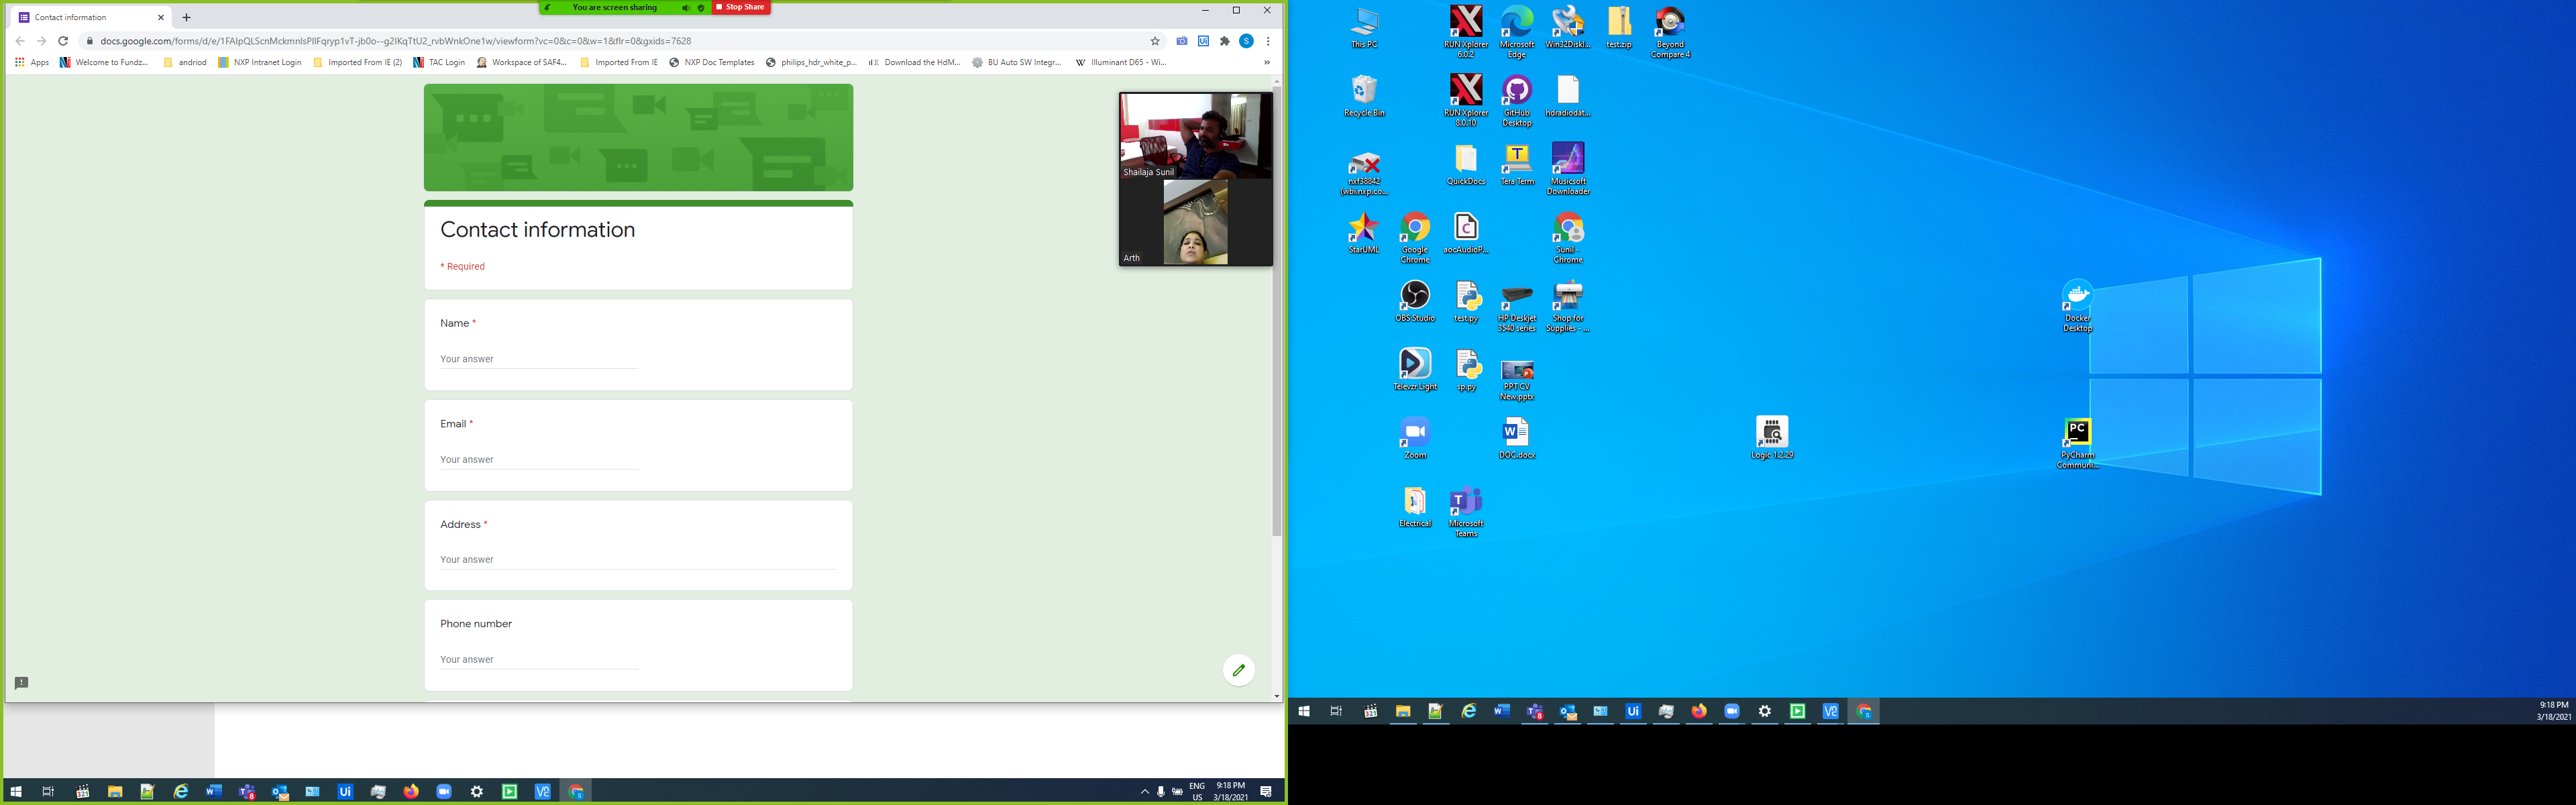 You are screen sharing
Stop Share
Contact information
docs.google.com/forms/d/e/1FAIpQLScnMckmnlsPIlFqryp1vT-jb0o--g2IKqTtU2_rvbWnkOne1w/viewform?vc=0&c=0&w=1&flr=0&gxids=7628
S
Apps
Welcome to Fundz...
andriod
NXP Intranet Login
Imported From IE (2)
TAC Login
Workspace of SAF4...
Imported From IE
NXP Doc Templates
philips_hdr_white_p...
Download the HdM...
BU Auto SW Integr...
Illuminant D65 - Wi...
Contact information
* Required
Name *
Your answer
Email *
Your answer
Address *
Your answer
Phone number
Your answer
Shailaja Sunil
Arth
ENG
US
9:18 PM
3/18/2021
This PC
RUN Xplorer
6.0.2
Microsoft
Edge
Win32DiskI...
test.zip
Beyond
Compare 4
Recycle Bin
RUN Xplorer
8.0.10
GitHub
Desktop
hdradiodat...
nxf38842
(wbi.nxp.co...
QuickDocs
Tera Term
Musicsoft
Downloader
StarUML
Google
Chrome
aocAudioP...
Sunil -
Chrome
OBS Studio
test.py
HP Deskjet
3540 series
Shop for
Supplies - ...
Docker
Desktop
Televzr Light
sp.py
PPT CV
New.pptx
Zoom
DOC.docx
Logic 1.2.29
PC
PyCharm
Communi...
Electrical
Microsoft
Teams
9:18 PM
3/18/2021